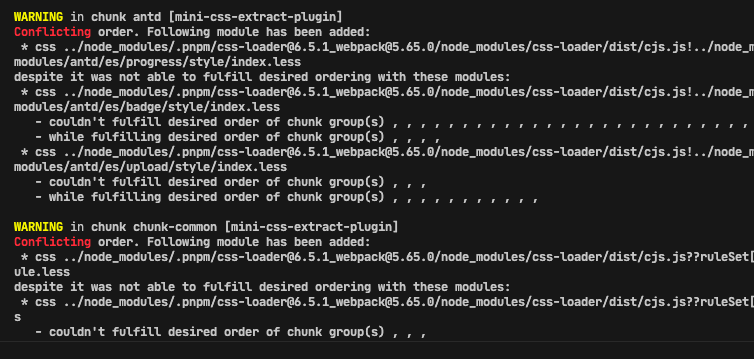 WARNING in chunk antd [mini-css-extract-plugin]
Conflicting order. Following module has been added:
 * css ../node_modules/.pnpm/css-loader@6.5.1_webpack@5.65.0/node_modules/css-loader/dist/cjs.js!../node_m
modules/antd/es/progress/style/index.less
despite it was not able to fulfill desired ordering with these modules:
 * css ../node_modules/.pnpm/css-loader@6.5.1_webpack@5.65.0/node_modules/css-loader/dist/cjs.js!../node_m
modules/antd/es/badge/style/index.less
   - couldn't fulfill desired order of chunk group(s) , , , , , , , , , , , , , , , , , , , , , , , , , ,
   - while fulfilling desired order of chunk group(s) , , , ,
 * css ../node_modules/.pnpm/css-loader@6.5.1_webpack@5.65.0/node_modules/css-loader/dist/cjs.js!../node_m
modules/antd/es/upload/style/index.less
   - couldn't fulfill desired order of chunk group(s) , , ,
   - while fulfilling desired order of chunk group(s) , , , , , , , , , , ,
WARNING in chunk chunk-common [mini-css-extract-plugin]
Conflicting order. Following module has been added:
 * css ../node_modules/.pnpm/css-loader@6.5.1_webpack@5.65.0/node_modules/css-loader/dist/cjs.js??ruleSet[
ule.less
despite it was not able to fulfill desired ordering with these modules:
 * css ../node_modules/.pnpm/css-loader@6.5.1_webpack@5.65.0/node_modules/css-loader/dist/cjs.js??ruleSet[
s
   - couldn't fulfill desired order of chunk group(s) , , ,